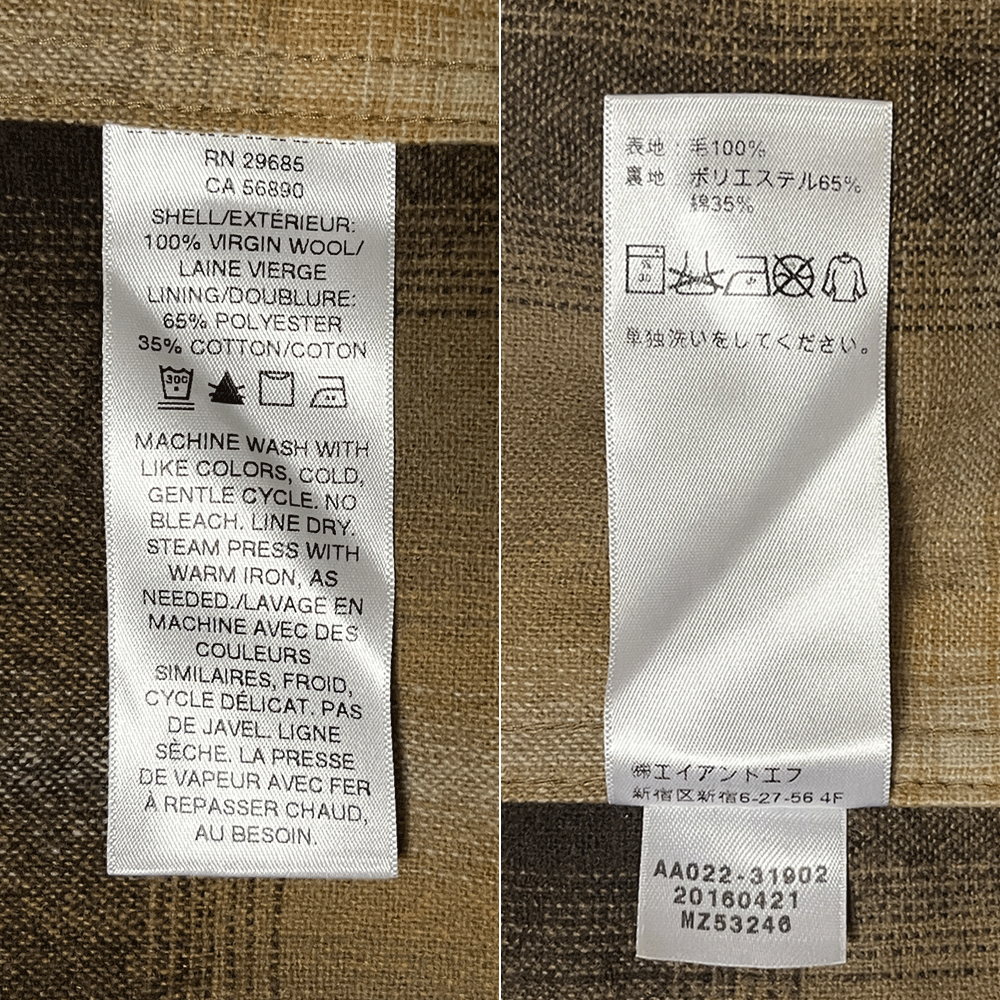 RN 29685
CA 56890
SHELL/EXTÉRIEUR:
100% VIRGIN WOOL/
LAINE VIERGE
LINING/DOUBLURE:
65% POLYESTER
35% COTTON/COTON
30C
MACHINE WASH WITH
LIKE COLORS, COLD,
GENTLE CYCLE. NO
BLEACH. LINE DRY.
STEAM PRESS WITH
WARM IRON, AS
NEEDED./LAVAGE EN
MACHINE AVEC DES
COULEURS
SIMILAIRES, FROID,
CYCLE DÉLICAT. PAS
DE JAVEL. LIGNE
SÈCHE. LA PRESSE
DE VAPEUR AVEC FER
À REPASSER CHAUD,
AU BESOIN.
表地:毛100%
裏地:ポリエステル65%
綿35%
単独洗いをしてください。
㈱エイアンドエフ
新宿区新宿6-27-56 4F
AA022-31902
20160421
MZ53246